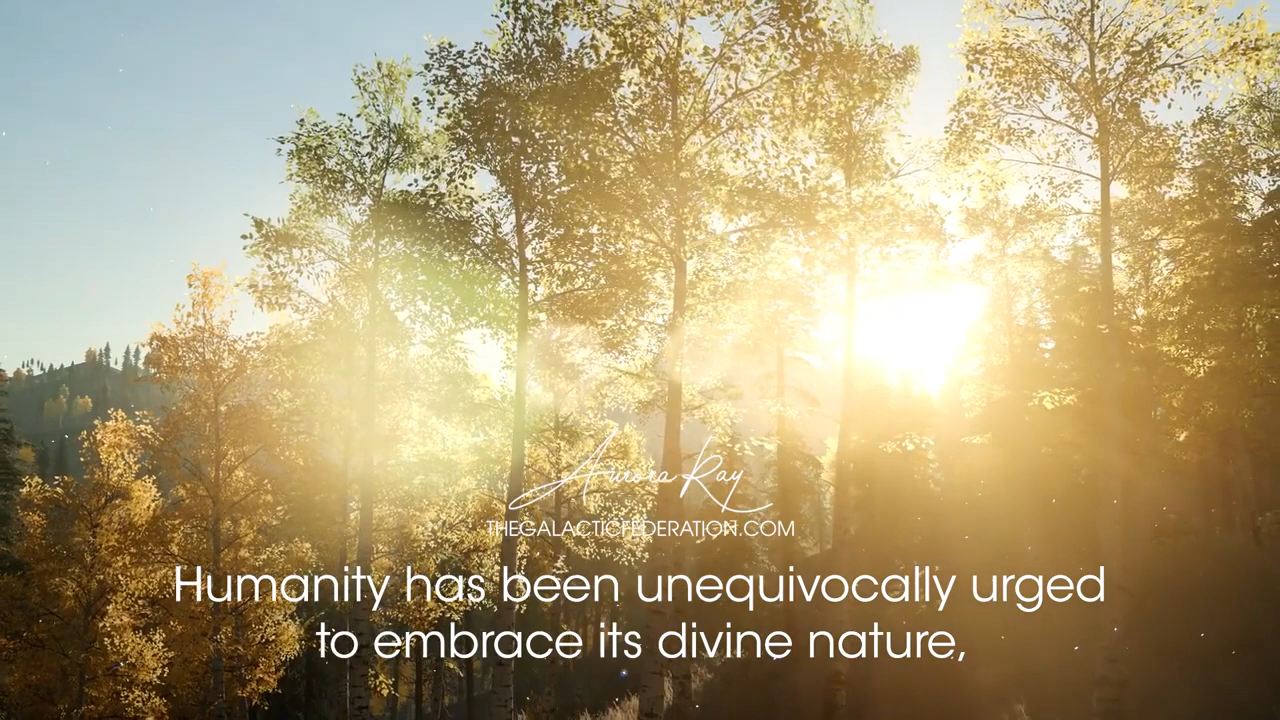 Aurora Ray
THEGALACTICFEDERATION.COM
Humanity has been unequivocally urged
to embrace its divine nature,